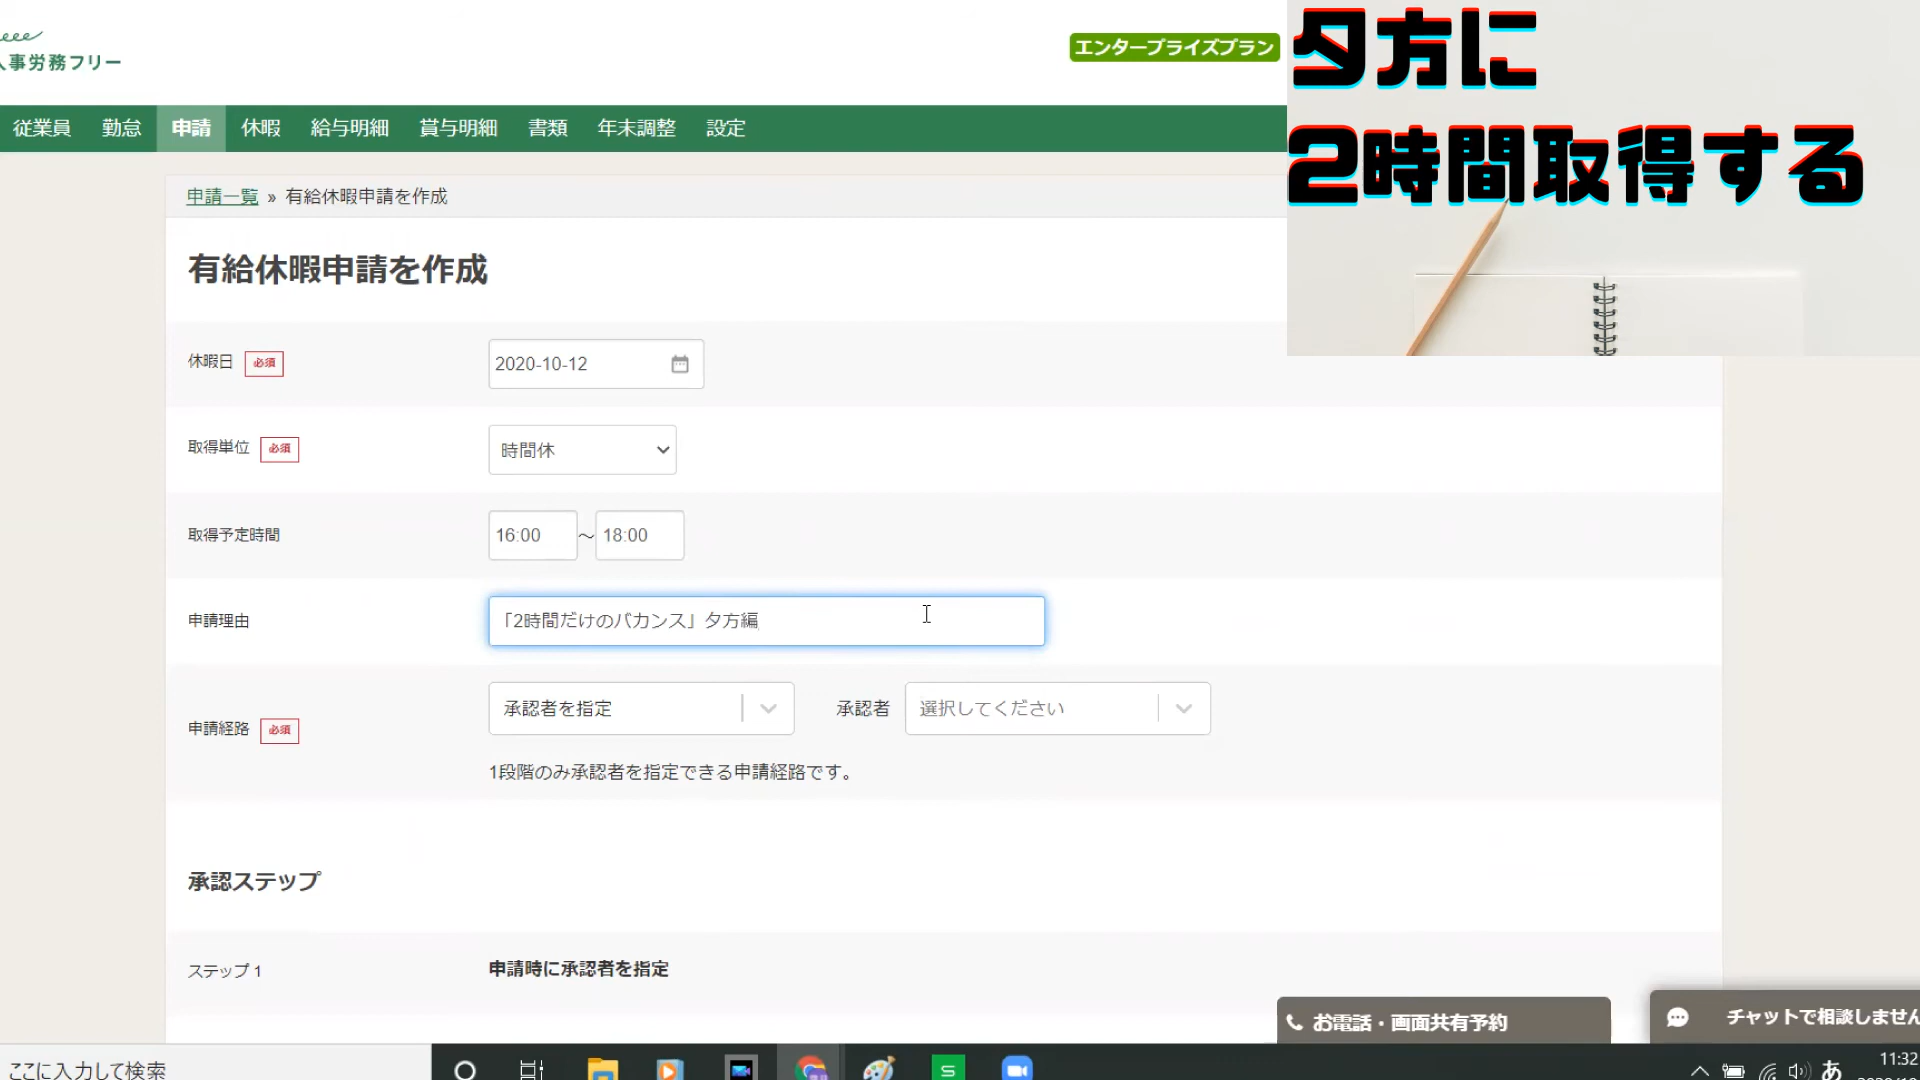 人事労務フリー
エンタープライズプラン
夕方に
2時間取得する
従業員 勤怠 申請 休暇 給与明細 賞与明細 書類 年末調整 設定
申請一覧 » 有給休暇申請を作成
有給休暇申請を作成
休暇日 必須 2020-10-12
取得単位 必須 時間休
取得予定時間 16:00 〜 18:00
申請理由 「2時間だけのバカンス」夕方編
申請経路 必須 承認者を指定 承認者 選択してください
1段階のみ承認者を指定できる申請経路です。
承認ステップ
ステップ 1 申請時に承認者を指定
お電話・画面共有予約
チャットで相談しません
ここに入力して検索
あ 11:32